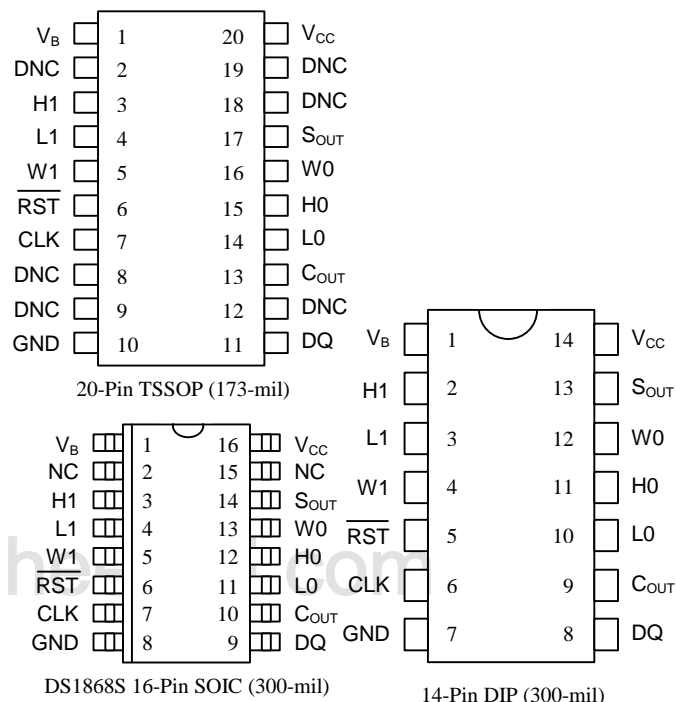 V_B 1 20 V_CC
DNC 2 19 DNC
H1 3 18 DNC
L1 4 17 S_OUT
W1 5 16 W0
RST 6 15 H0
CLK 7 14 L0
DNC 8 13 C_OUT
DNC 9 12 DNC
GND 10 11 DQ
20-Pin TSSOP (173-mil)
V_B 1 16 V_CC
NC 2 15 NC
H1 3 14 S_OUT
L1 4 13 W0
W1 5 12 H0
RST 6 11 L0
CLK 7 10 C_OUT
GND 8 9 DQ
DS1868S 16-Pin SOIC (300-mil)
V_B 1 14 V_CC
H1 2 13 S_OUT
L1 3 12 W0
W1 4 11 H0
RST 5 10 L0
CLK 6 9 C_OUT
GND 7 8 DQ
14-Pin DIP (300-mil)
com